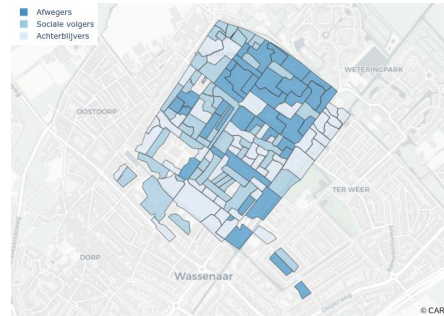 Afwegers
Sociale volgers
Achterblijvers
WETERINGPARK
OOSTDORP
TER WEER
DORP
Wassenaar
© CAR